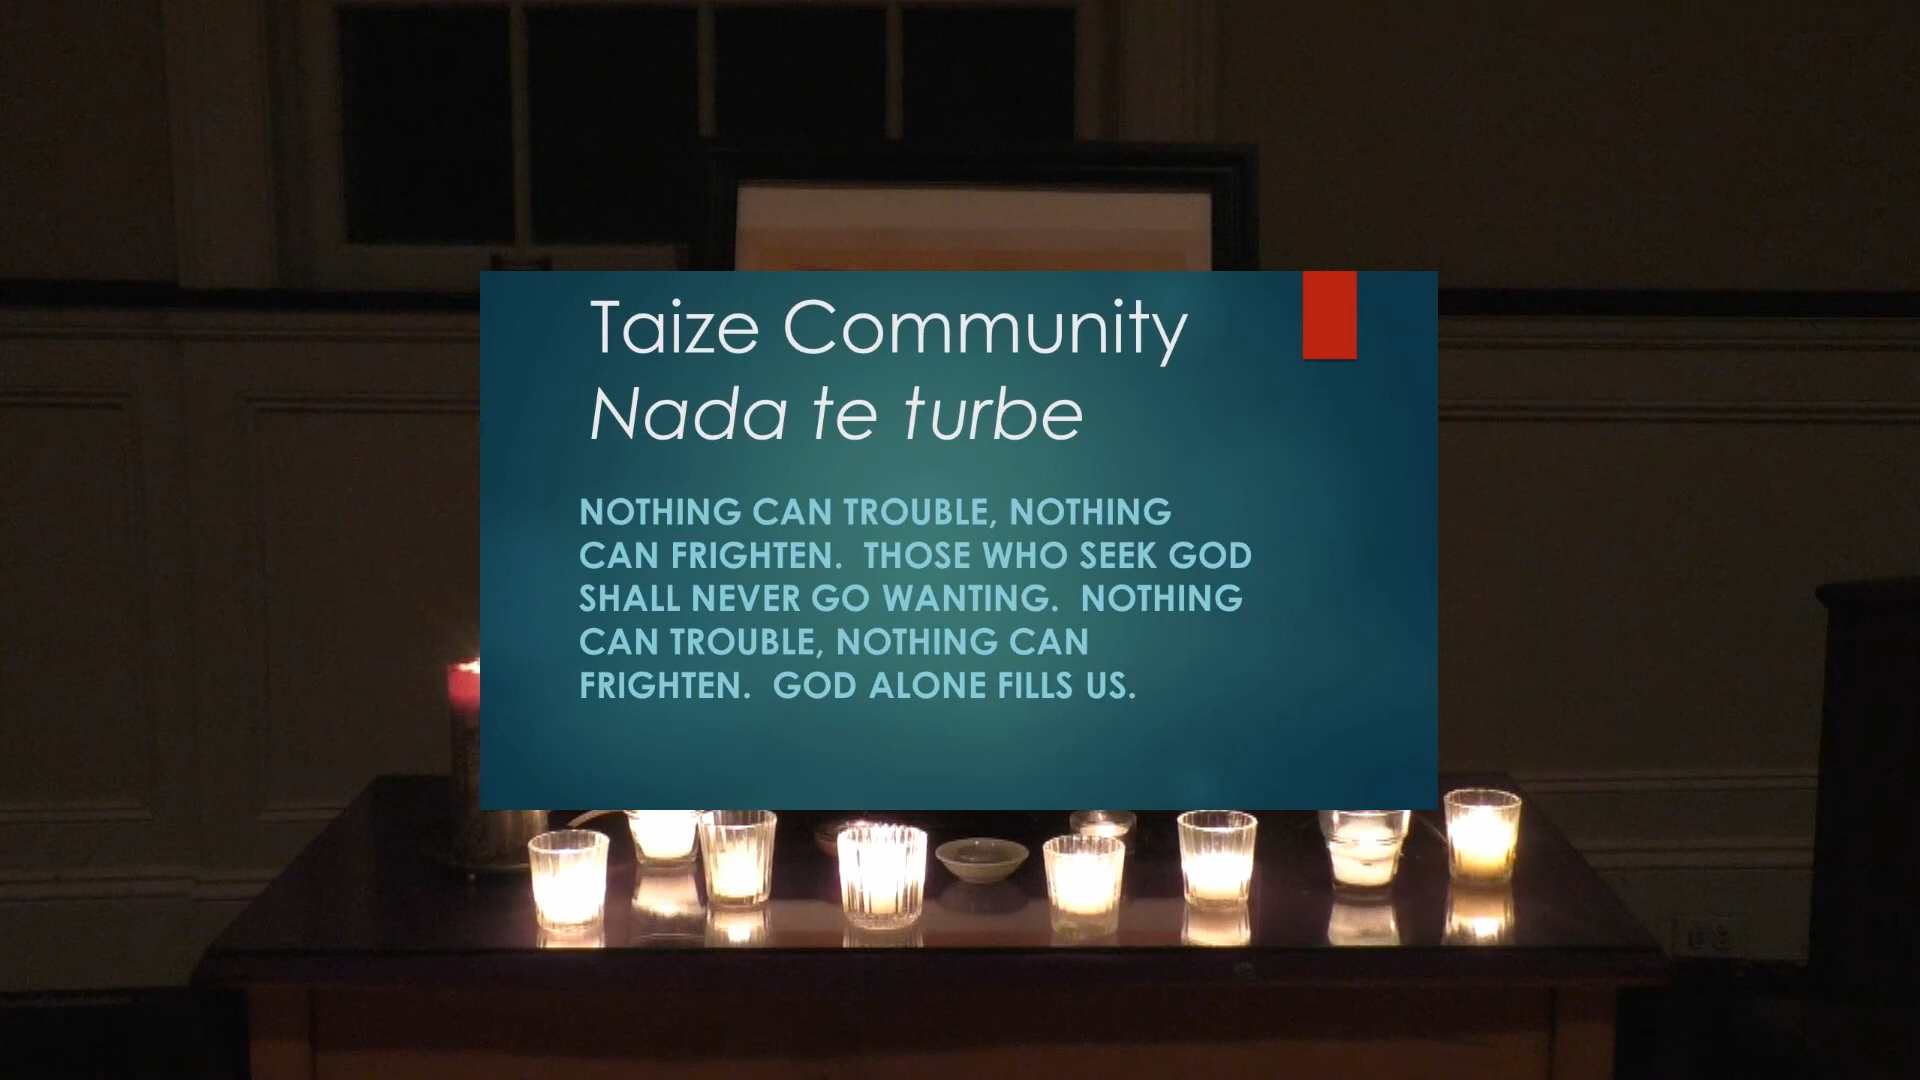 Taize Community
Nada te turbe
NOTHING CAN TROUBLE, NOTHING
CAN FRIGHTEN.  THOSE WHO SEEK GOD
SHALL NEVER GO WANTING.  NOTHING
CAN TROUBLE, NOTHING CAN
FRIGHTEN.  GOD ALONE FILLS US.